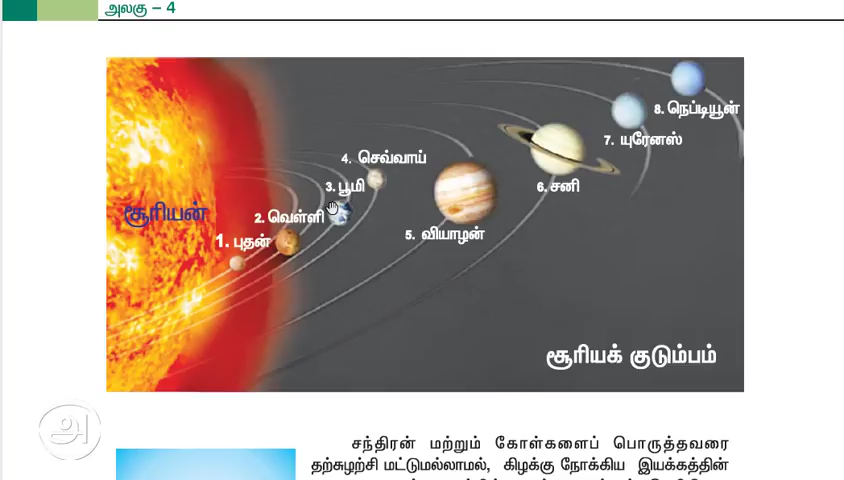 அலகு – 4
8. நெப்டியூன்
7. யுரேனஸ்
4. செவ்வாய்
3. பூமி
6. சனி
சூரியன்
2. வெள்ளி
1. புதன்
5. வியாழன்
சூரியக் குடும்பம்
அ
சந்திரன் மற்றும் கோள்களைப் பொருத்தவரை
தற்சுழற்சி மட்டுமல்லாமல், கிழக்கு நோக்கிய இயக்கத்தின்